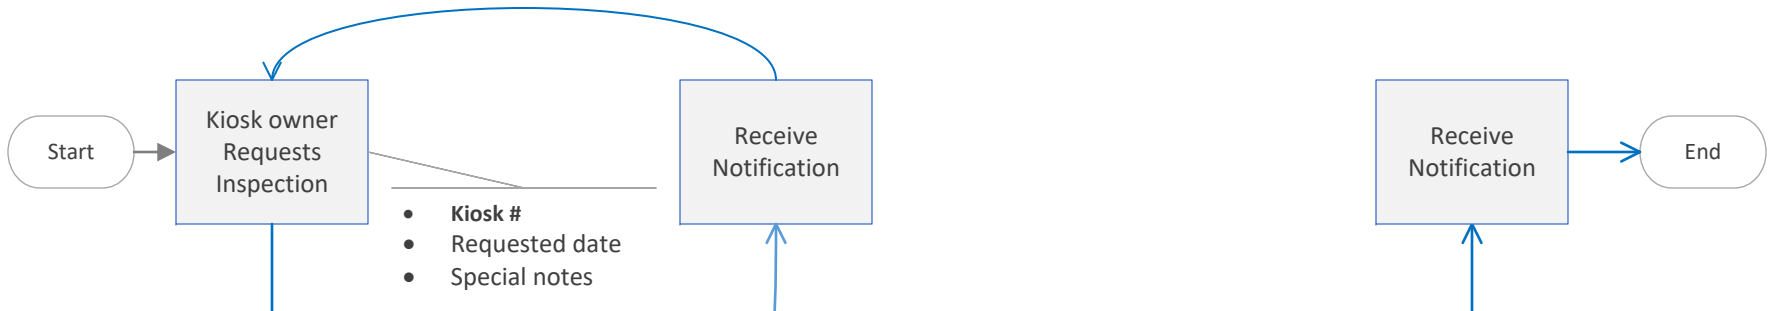 Start
Kiosk owner
Requests
Inspection
• Kiosk #
• Requested date
• Special notes
Receive
Notification
Receive
Notification
End